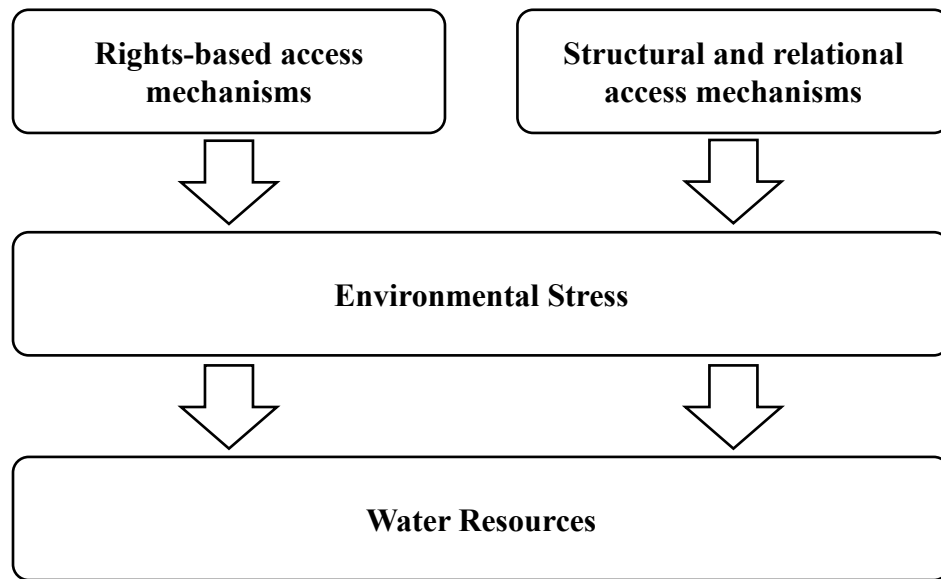 Rights-based access
mechanisms
Structural and relational
access mechanisms
Environmental Stress
Water Resources